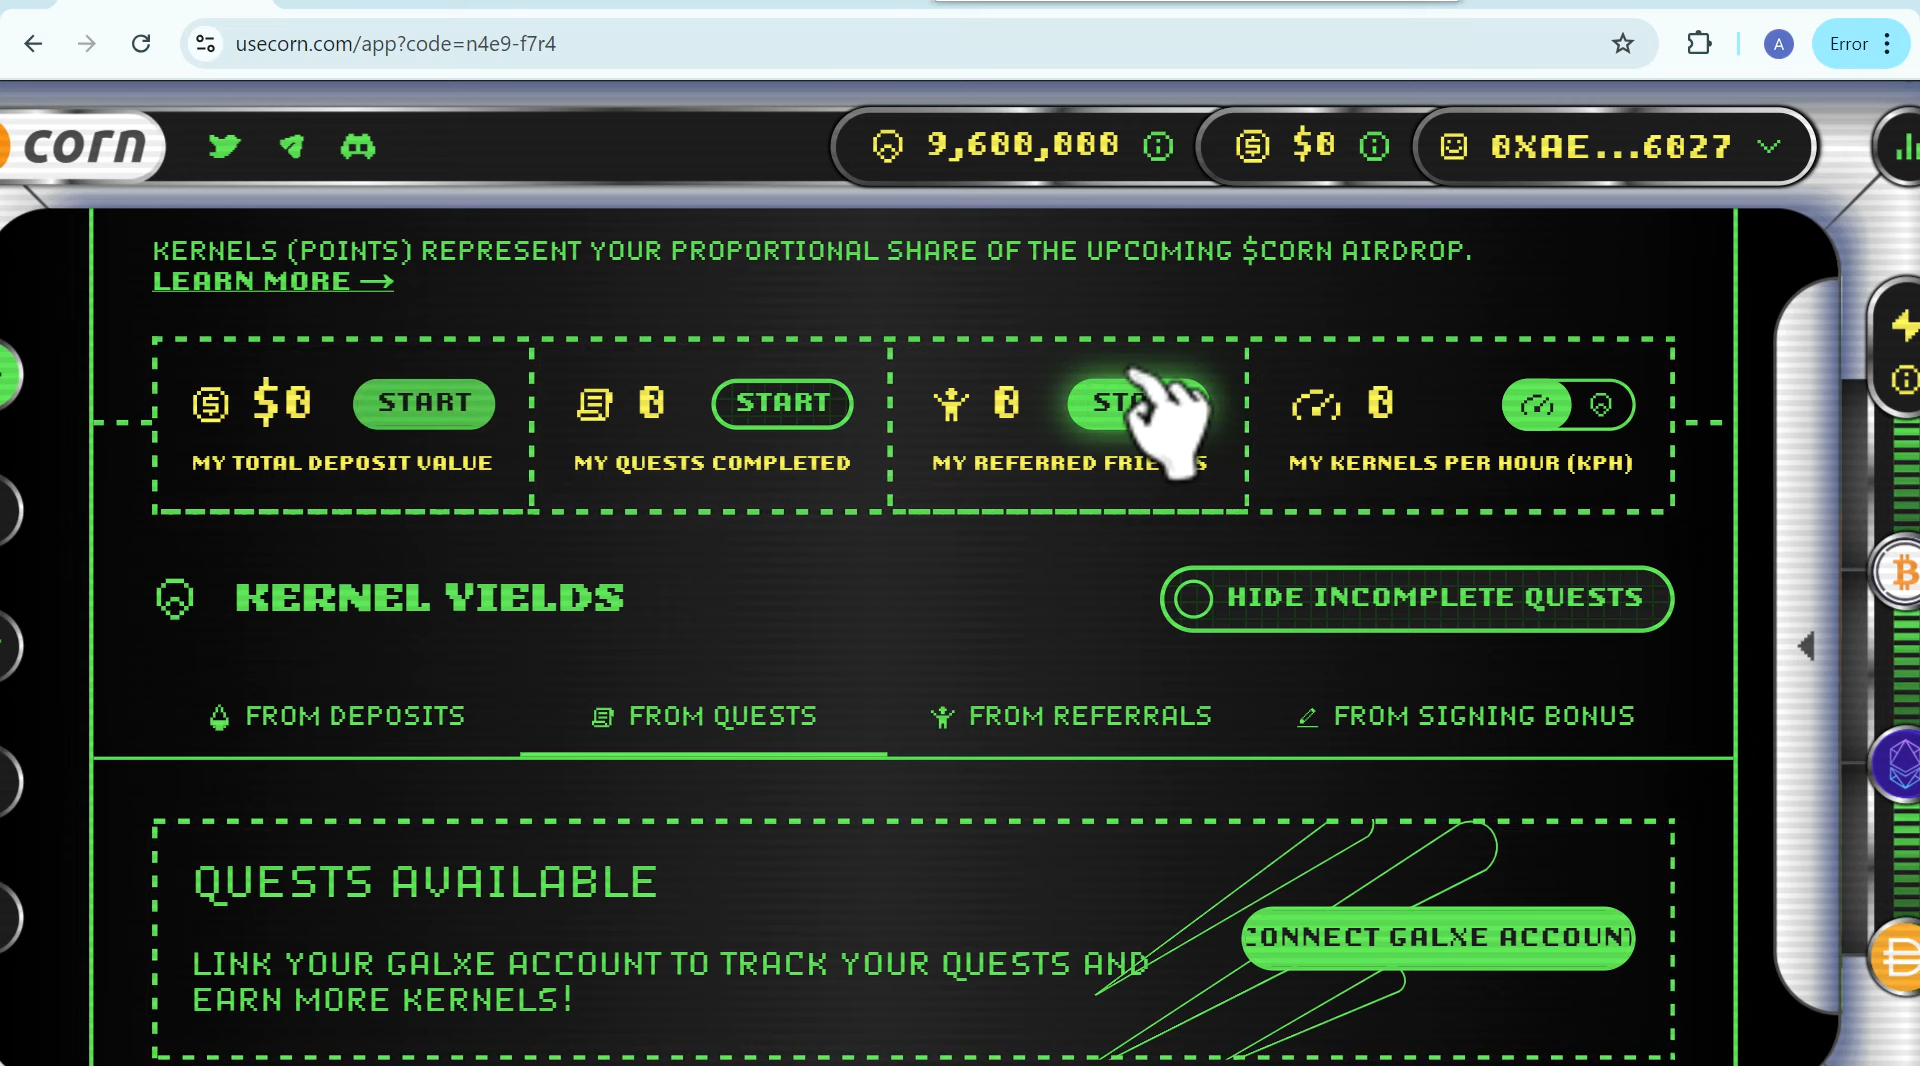 usecorn.com/app?code=n4e9-f7r4
A
Error
corn
9,600,000
$0
0XAE...6027
KERNELS (POINTS) REPRESENT YOUR PROPORTIONAL SHARE OF THE UPCOMING $CORN AIRDROP.
LEARN MORE →
$0
START
0
START
0
0
MY TOTAL DEPOSIT VALUE
MY QUESTS COMPLETED
MY REFERRED
MY KERNELS PER HOUR (KPH)
KERNEL YIELDS
HIDE INCOMPLETE QUESTS
FROM DEPOSITS
FROM QUESTS
FROM REFERRALS
FROM SIGNING BONUS
QUESTS AVAILABLE
LINK YOUR GALXE ACCOUNT TO TRACK YOUR QUESTS AND
EARN MORE KERNELS!
CONNECT GALXE ACCOUNT